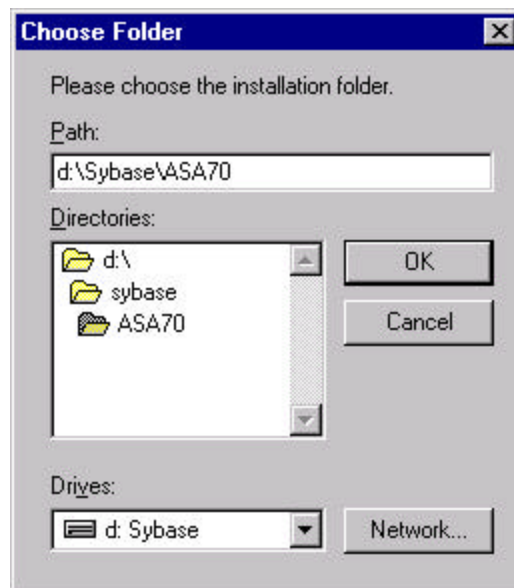 Choose Folder
Please choose the installation folder.
Path:
d:\Sybase\ASA70
Directories:
d:\
sybase
ASA70
OK
Cancel
Drives:
d: Sybase
Network...